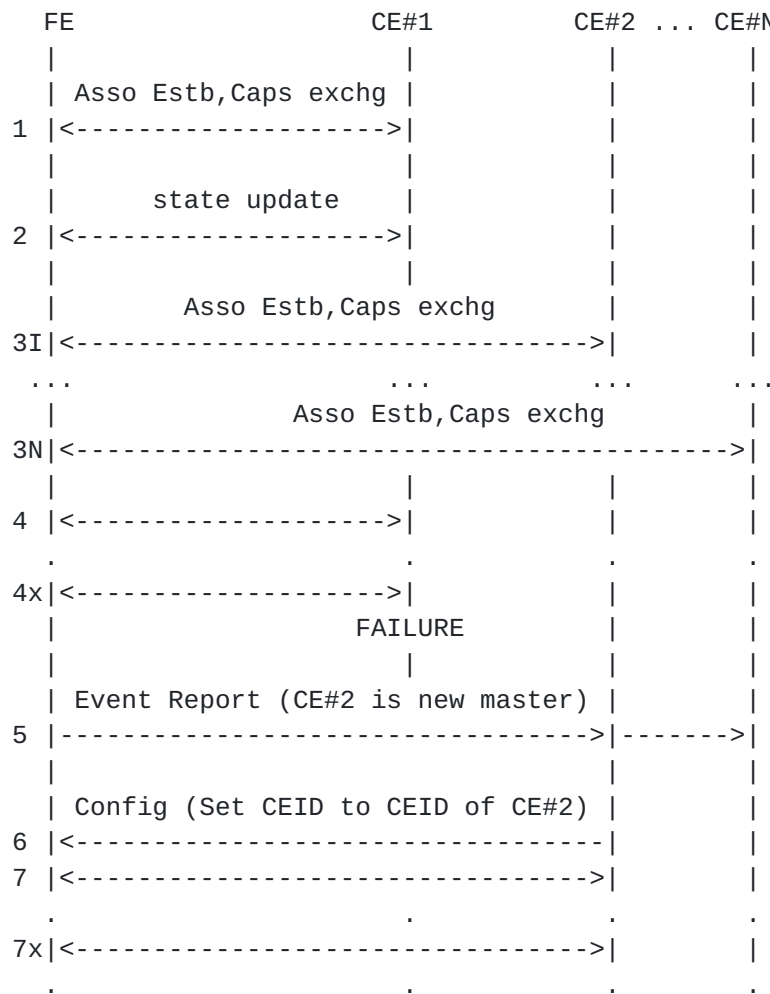 FE CE#1 CE#2 ... CE#N
| | | |
| Asso Estb,Caps exchg | | |
1 |<-------------------->| | |
| | | |
| state update | | |
2 |<-------------------->| | |
| | | |
| Asso Estb,Caps exchg | |
3I|<--------------------------------->| |
... ... ... ...
| Asso Estb,Caps exchg |
3N|<------------------------------------------>|
| | | |
4 |<-------------------->| | |
. . . .
4x|<-------------------->| | |
| FAILURE | |
| | | |
| Event Report (CE#2 is new master) | |
5 |---------------------------------->|------->|
| | |
| Config (Set CEID to CEID of CE#2) | |
6 |<----------------------------------| |
7 |<--------------------------------->| |
. . . .
7x|<--------------------------------->| |
. . . .